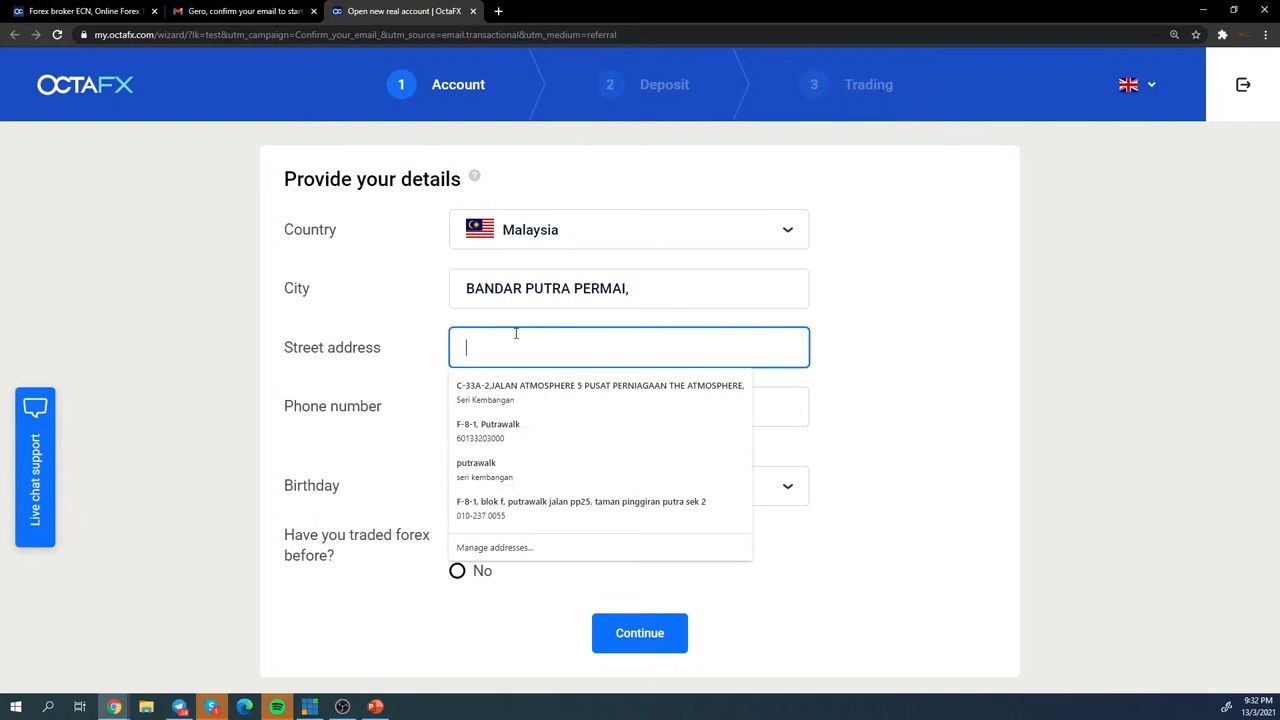 Forex broker ECN, Online Forex T
Gero, confirm your email to start
Open new real account | OctaFX
my.octafx.com/wizard/?lk=test&utm_campaign=Confirm_your_email_&utm_source=email.transactional&utm_medium=referral
OCTAFX
1 Account
2 Deposit
3 Trading
Provide your details ?
Country
Malaysia
City
BANDAR PUTRA PERMAI,
Street address
C-33A-2,JALAN ATMOSPHERE 5 PUSAT PERNIAGAAN THE ATMOSPHERE,
Seri Kembangan
Phone number
F-8-1, Putrawalk
60133203000
putrawalk
seri kembangan
Birthday
F-8-1, blok f, putrawalk jalan pp25, taman pinggiran putra sek 2
010-237 0055
Have you traded forex
before?
Manage addresses...
No
Continue
Live chat support
9:32 PM
13/3/2021